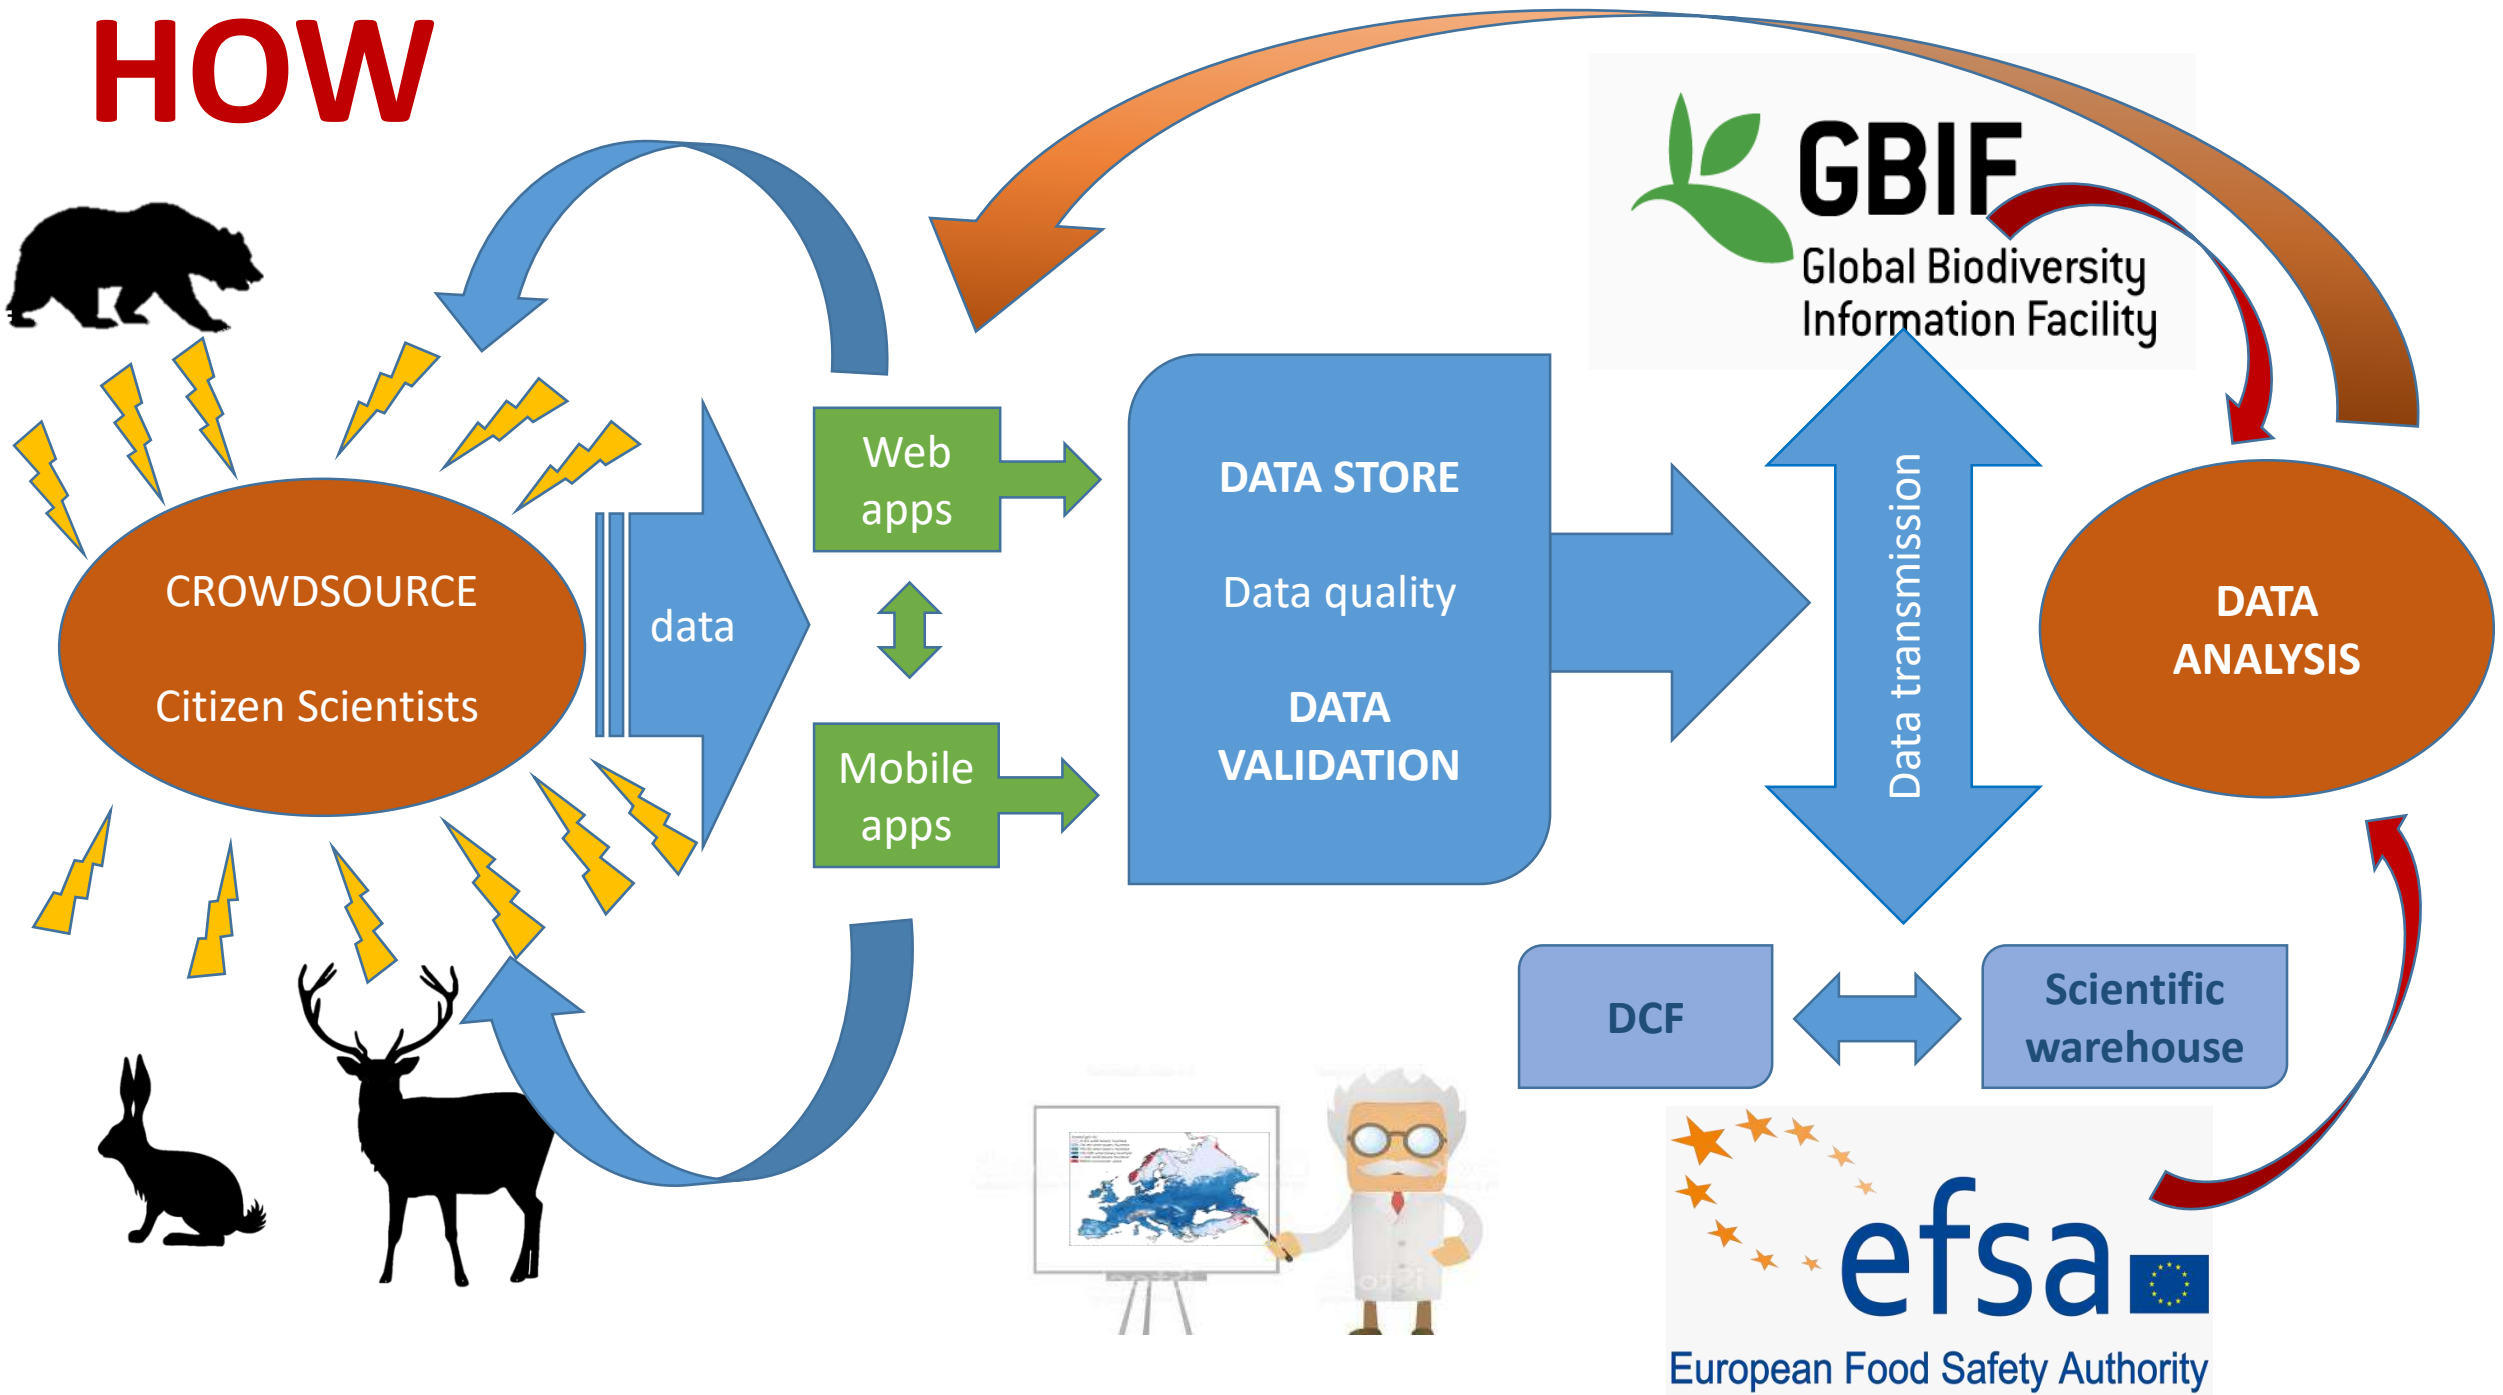 HOW
GBIF
Global Biodiversity
Information Facility
Web
apps
DATA STORE
Data quality
DATA
VALIDATION
CROWDSOURCE
Citizen Scientists
data
Mobile
apps
Data transmission
DATA
ANALYSIS
DCF
Scientific
warehouse
efsa
European Food Safety Authority